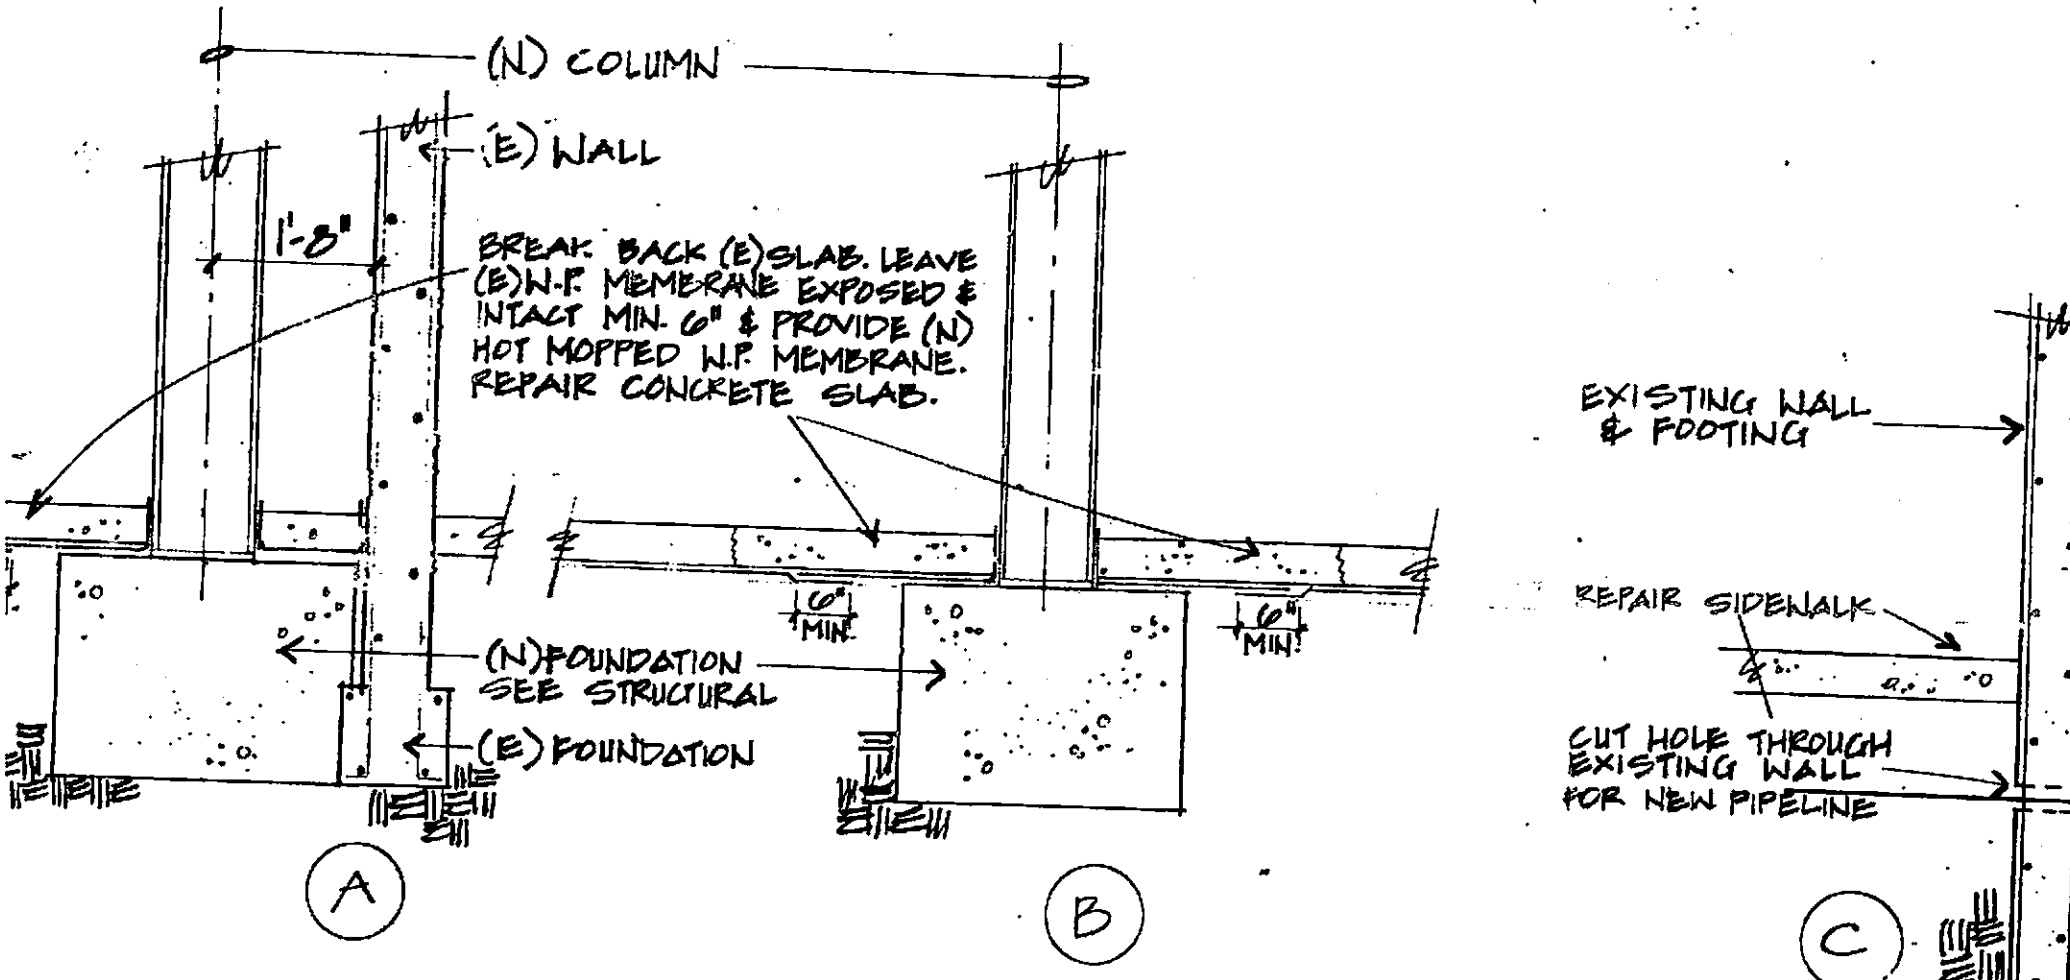 (N) COLUMN
(E) WALL
1'-8"
BREAK BACK (E) SLAB. LEAVE
(E) W.P. MEMBRANE EXPOSED &
INTACT MIN. 6" & PROVIDE (N)
HOT MOPPED W.P. MEMBRANE.
REPAIR CONCRETE SLAB.
6"
MIN.
6"
MIN.
(N) FOUNDATION
SEE STRUCTURAL
(E) FOUNDATION
A
B
EXISTING WALL
& FOOTING
REPAIR SIDEWALK
CUT HOLE THROUGH
EXISTING WALL
FOR NEW PIPELINE
C